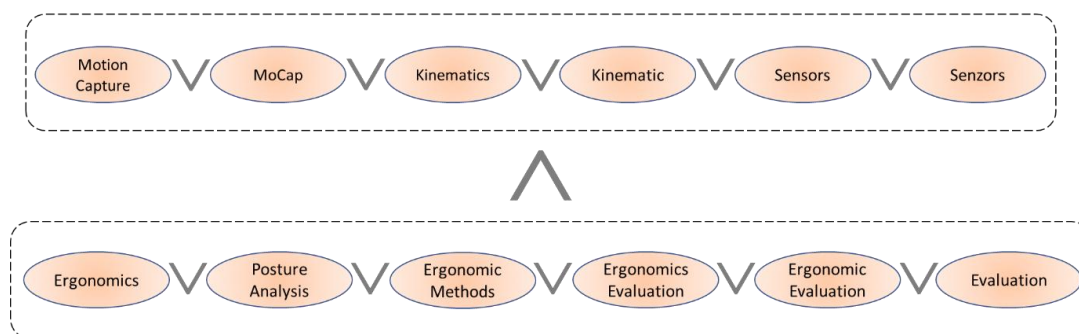 Motion
Capture
MoCap
Kinematics
Kinematic
Sensors
Senzors
Ergonomics
Posture
Analysis
Ergonomic
Methods
Ergonomics
Evaluation
Ergonomic
Evaluation
Evaluation